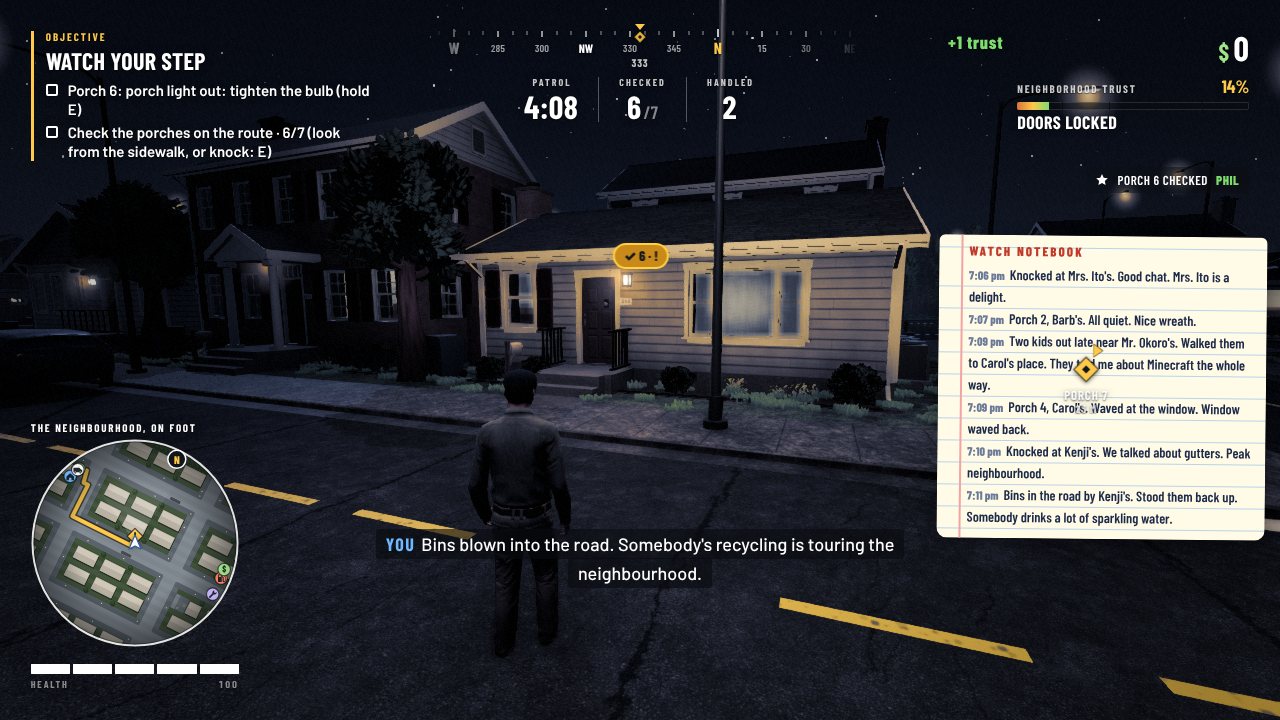 OBJECTIVE
WATCH YOUR STEP
Porch 6: porch light out: tighten the bulb (hold
E)
Check the porches on the route · 6/7 (look
from the sidewalk, or knock: E)
W 285 300 NW 330 345 N 15 30 NE
333
PATROL CHECKED HANDLED
4:08 6/7 2
+1 trust
$0
NEIGHBORHOOD TRUST 14%
DOORS LOCKED
PORCH 6 CHECKED PHIL
6 · !
WATCH NOTEBOOK
7:06 pm Knocked at Mrs. Ito's. Good chat. Mrs. Ito is a
delight.
7:07 pm Porch 2, Barb's. All quiet. Nice wreath.
7:09 pm Two kids out late near Mr. Okoro's. Walked them
to Carol's place. They me about Minecraft the whole
way.
PORCH 7
7:09 pm Porch 4, Carol's. Waved at the window. Window
waved back.
7:10 pm Knocked at Kenji's. We talked about gutters. Peak
neighbourhood.
7:11 pm Bins in the road by Kenji's. Stood them back up.
Somebody drinks a lot of sparkling water.
THE NEIGHBOURHOOD, ON FOOT
N
$
YOU Bins blown into the road. Somebody's recycling is touring the
neighbourhood.
HEALTH 100